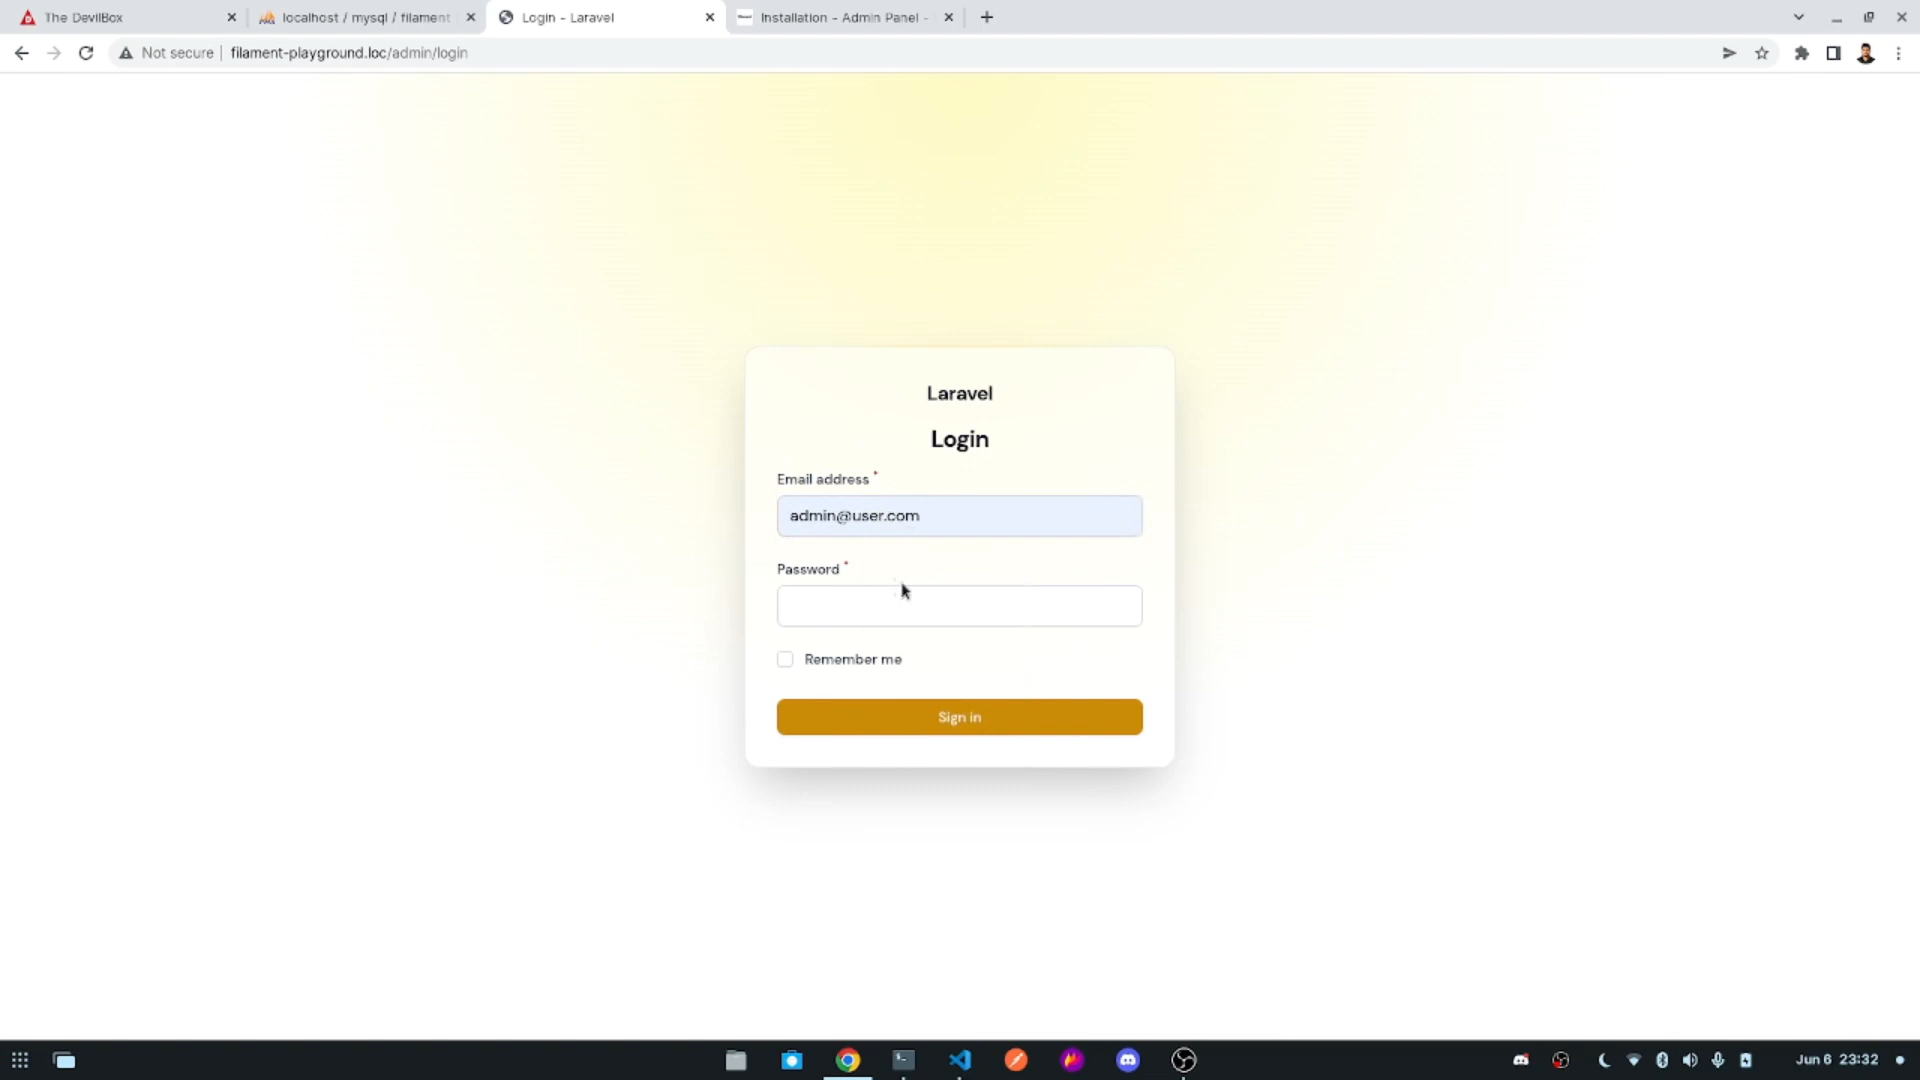 The DevilBox
localhost / mysql / filament
Login - Laravel
Installation - Admin Panel -
Not secure
filament-playground.loc/admin/login
Laravel
Login
Email address *
admin@user.com
Password *
Remember me
Sign in
Jun 6 23:32